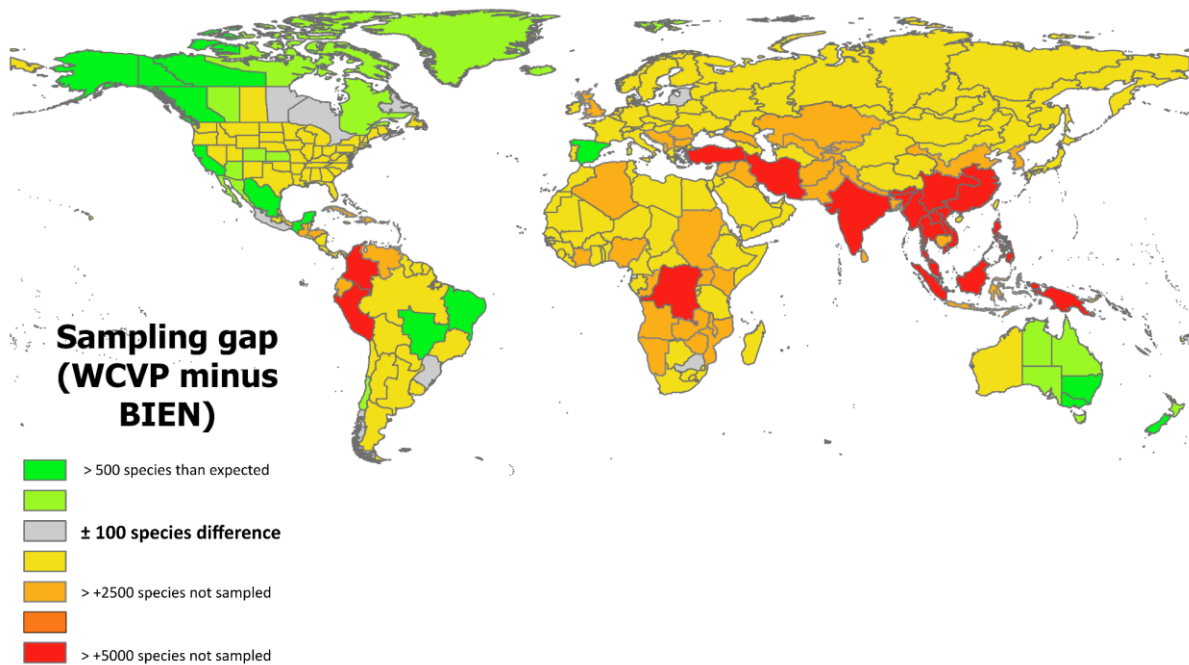 Sampling gap
(WCVP minus
BIEN)
> 500 species than expected
± 100 species difference
> +2500 species not sampled
> +5000 species not sampled